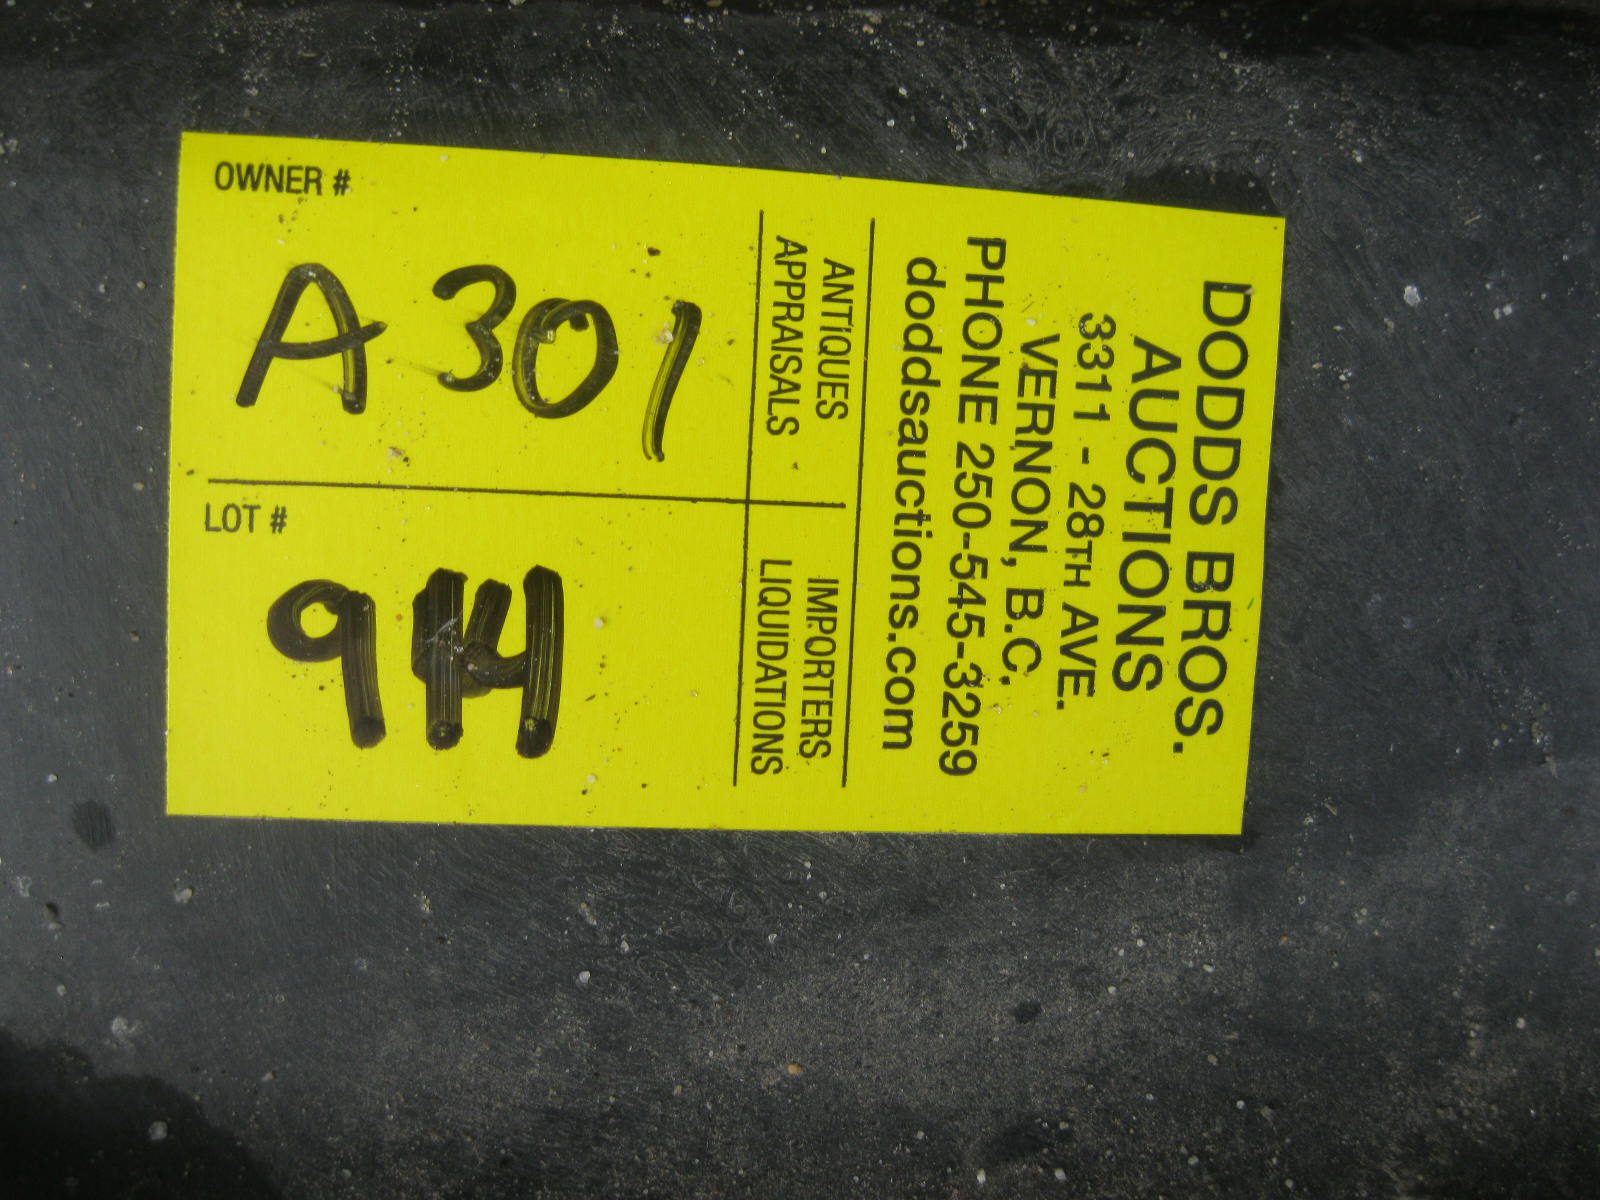 OWNER #
A301
LOT #
914
DODDS BROS.
AUCTIONS
3311 - 28TH AVE.
VERNON, B.C.
PHONE 250-545-3259
doddsauctions.com
ANTIQUES IMPORTERS
APPRAISALS LIQUIDATIONS